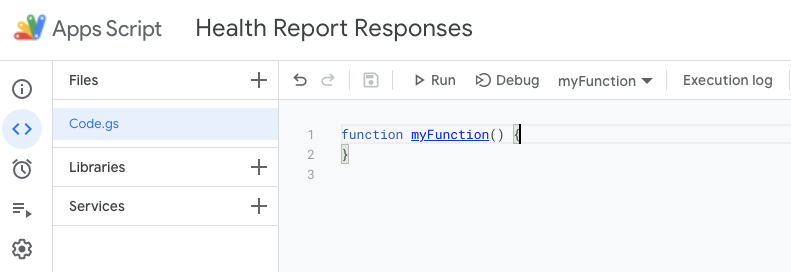 Apps Script Health Report Responses
Files
Run Debug myFunction Execution log
Code.gs
Libraries
Services
1 function myFunction() {
2 }
3